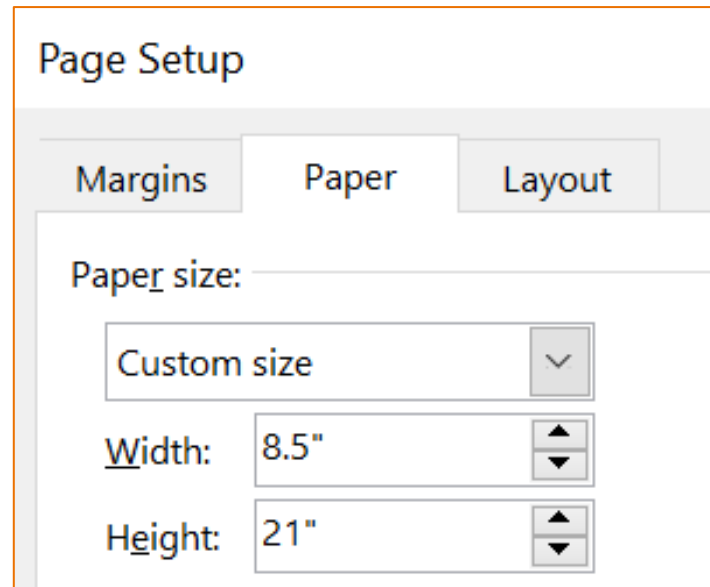 Page Setup
Margins Paper Layout
Paper size:
Custom size
Width: 8.5"
Height: 21"